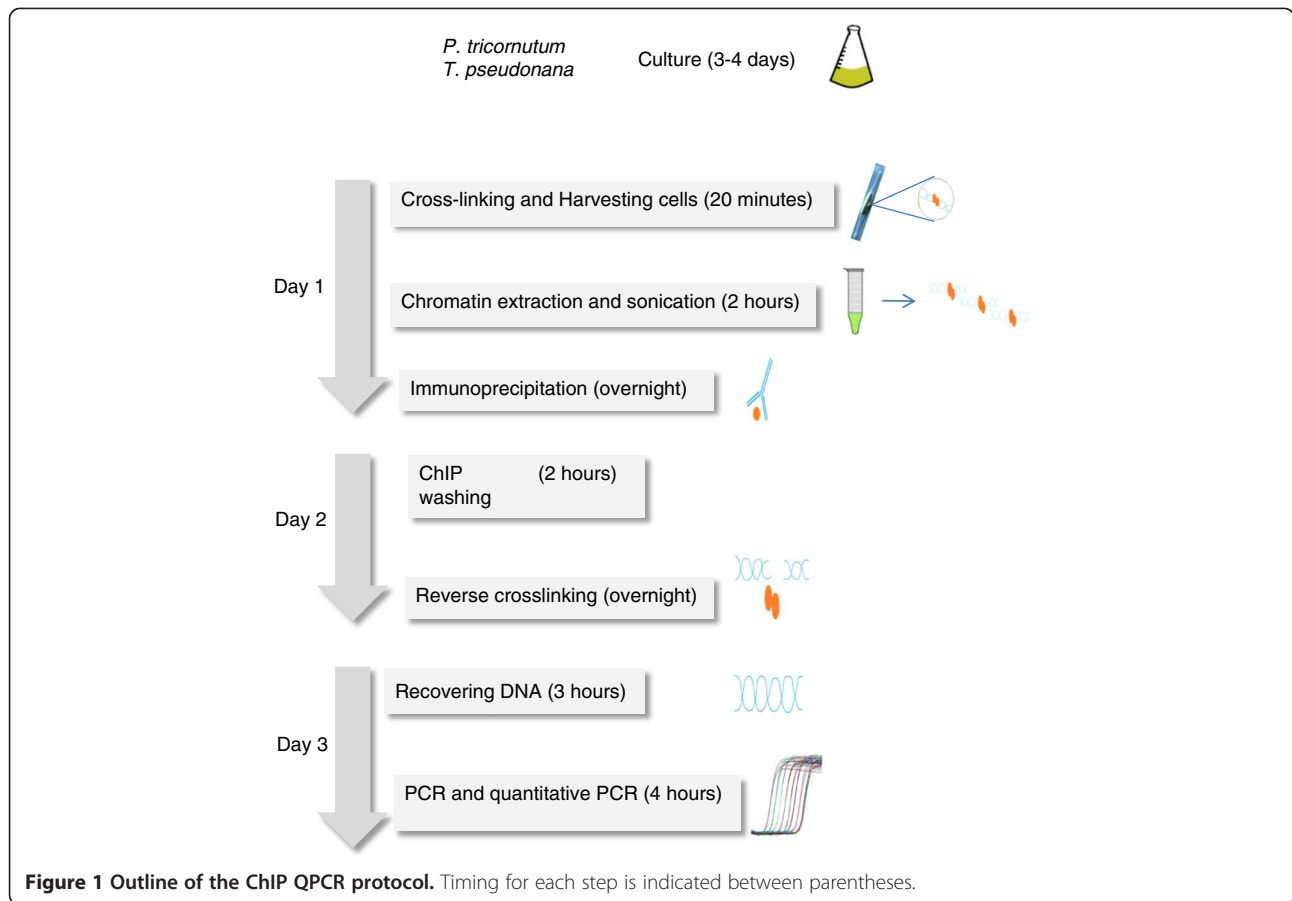 P. tricornutum
T. pseudonana
Culture (3-4 days)
Cross-linking and Harvesting cells (20 minutes)
Day 1
Chromatin extraction and sonication (2 hours)
Immunoprecipitation (overnight)
ChIP (2 hours)
washing
Day 2
Reverse crosslinking (overnight)
Recovering DNA (3 hours)
Day 3
PCR and quantitative PCR (4 hours)
Figure 1 Outline of the ChIP QPCR protocol. Timing for each step is indicated between parentheses.